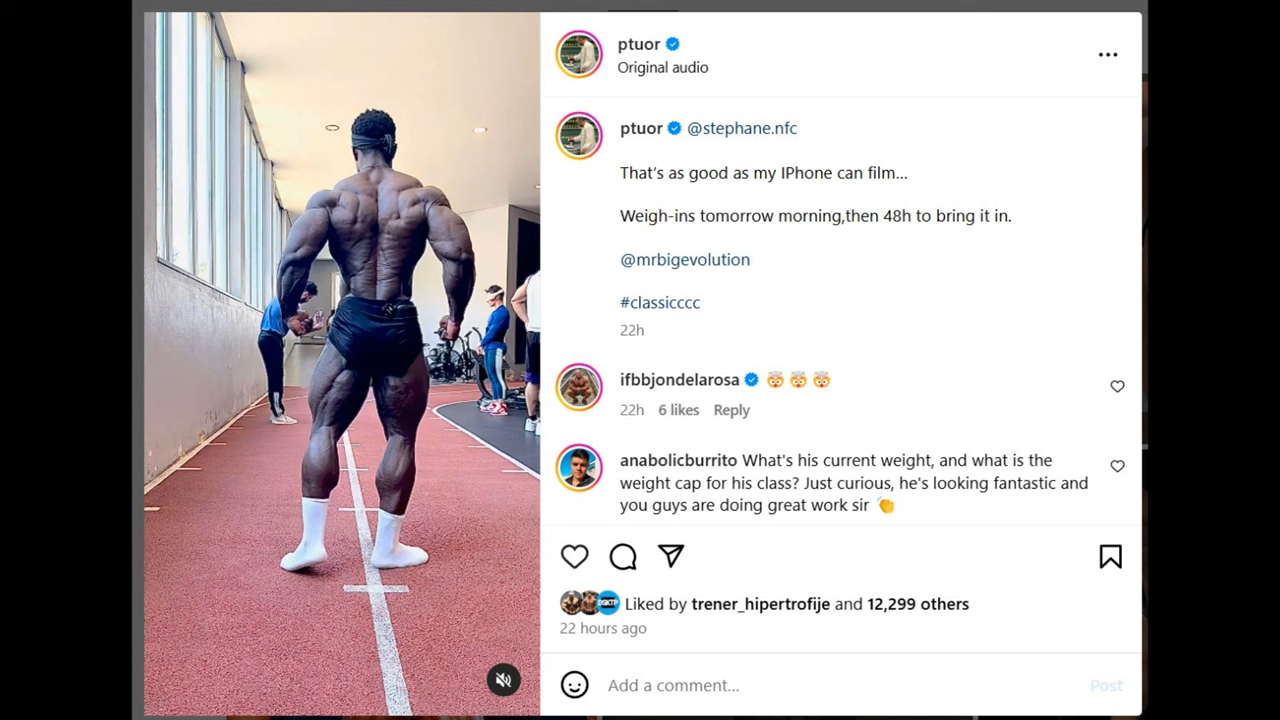 ptuor
Original audio
ptuor @stephane.nfc
That's as good as my IPhone can film...
Weigh-ins tomorrow morning,then 48h to bring it in.
@mrbigevolution
#classicccc
22h
ifbbjondelarosa 🤯 🤯 🤯
22h 6 likes Reply
anabolicburrito What's his current weight, and what is the
weight cap for his class? Just curious, he's looking fantastic and
you guys are doing great work sir 👏
Liked by trener_hipertrofije and 12,299 others
22 hours ago
Add a comment... Post